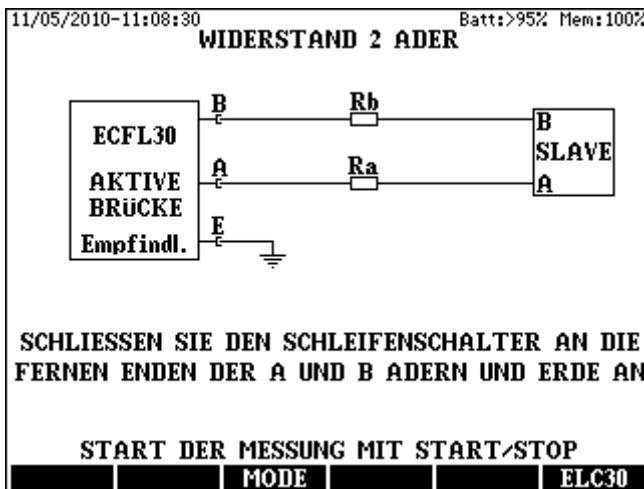 11/05/2010-11:08:30 Batt:>95% Mem:100%
WIDERSTAND 2 ADER
B Rb
ECFL30 B
SLAVE
AKTIVE A Ra A
BRÜCKE
Empfindl. E
SCHLIESSEN SIE DEN SCHLEIFENSCHALTER AN DIE
FERNEN ENDEN DER A UND B ADERN UND ERDE AN
START DER MESSUNG MIT START/STOP
MODE ELC30